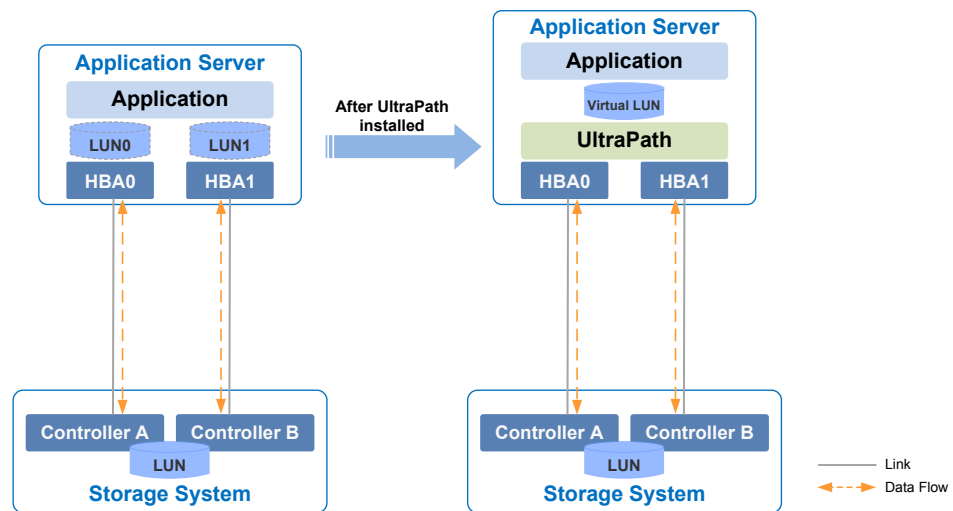 Application Server
Application
LUN0
LUN1
HBA0
HBA1
Controller A
Controller B
LUN
Storage System
After UltraPath
installed
Application Server
Application
Virtual LUN
UltraPath
HBA0
HBA1
Controller A
Controller B
LUN
Storage System
Link
Data Flow